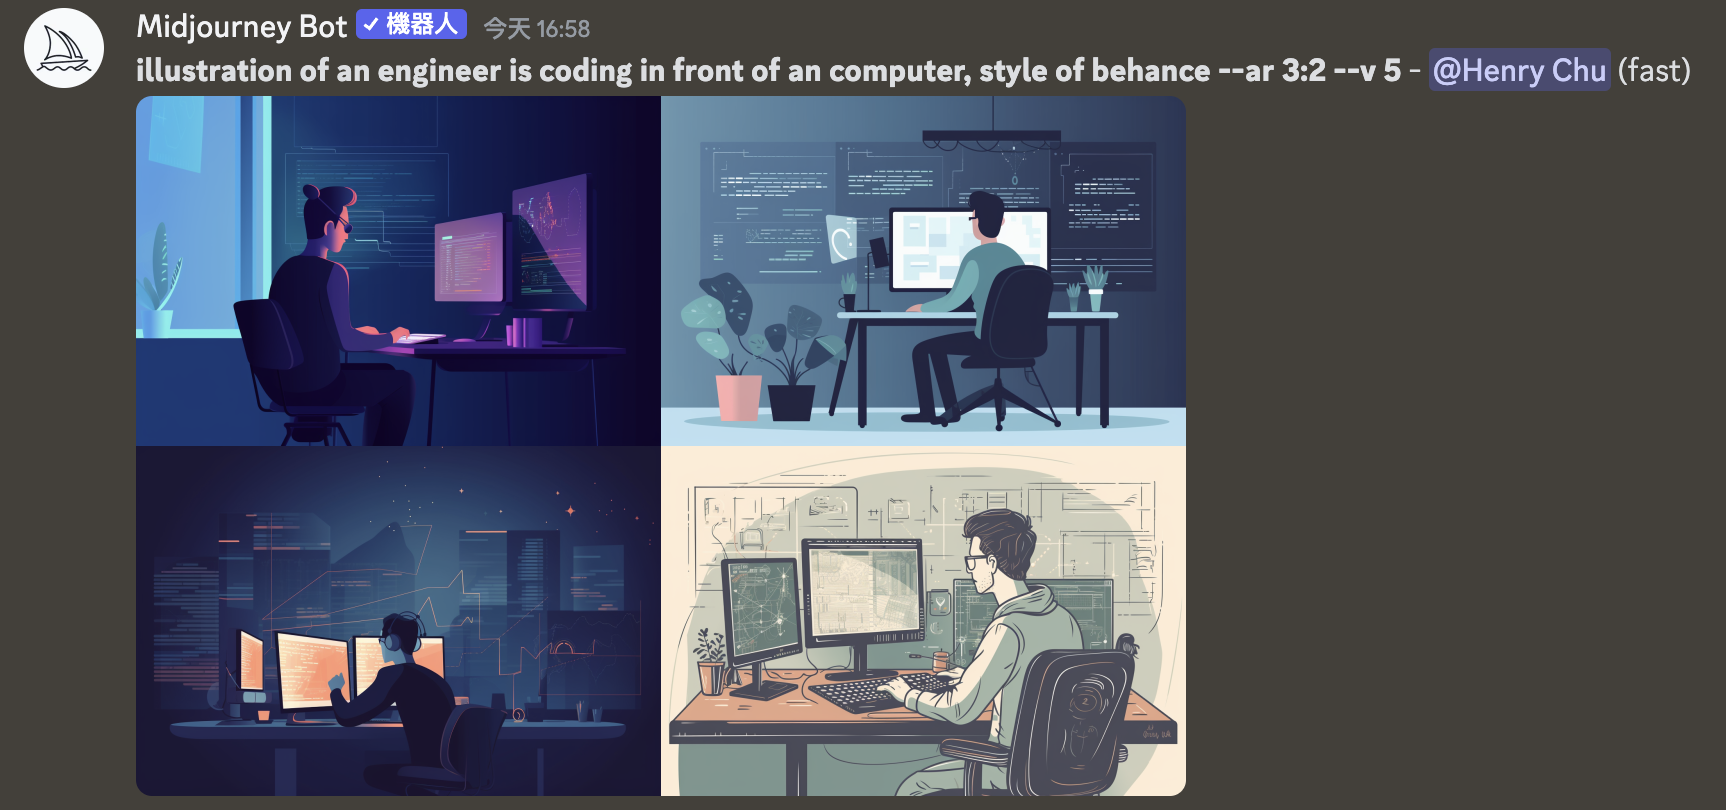 Midjourney Bot ✓ 機器人 今天 16:58
illustration of an engineer is coding in front of an computer, style of behance --ar 3:2 --v 5 - @Henry Chu (fast)